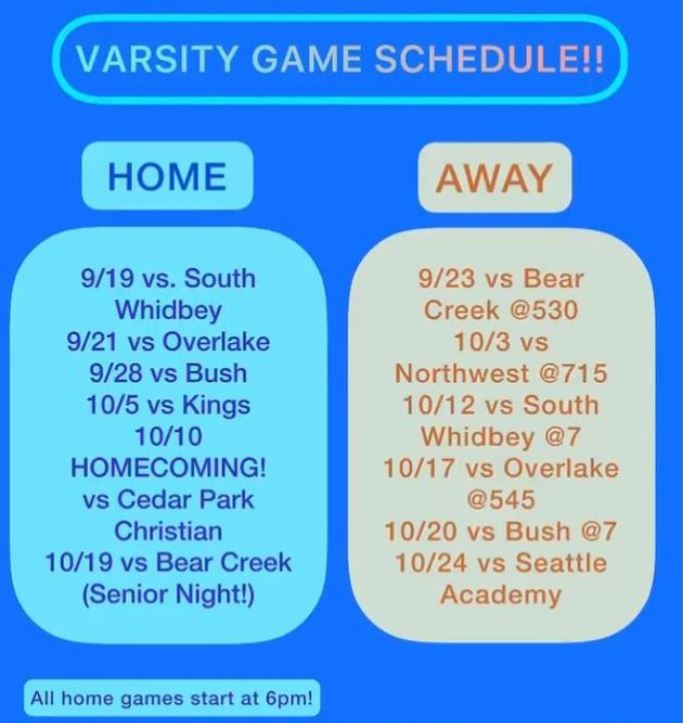 VARSITY GAME SCHEDULE!!
HOME
9/19 vs. South
Whidbey
9/21 vs Overlake
9/28 vs Bush
10/5 vs Kings
10/10
HOMECOMING!
vs Cedar Park
Christian
10/19 vs Bear Creek
(Senior Night!)
AWAY
9/23 vs Bear
Creek @530
10/3 vs
Northwest @715
10/12 vs South
Whidbey @7
10/17 vs Overlake
@545
10/20 vs Bush @7
10/24 vs Seattle
Academy
All home games start at 6pm!